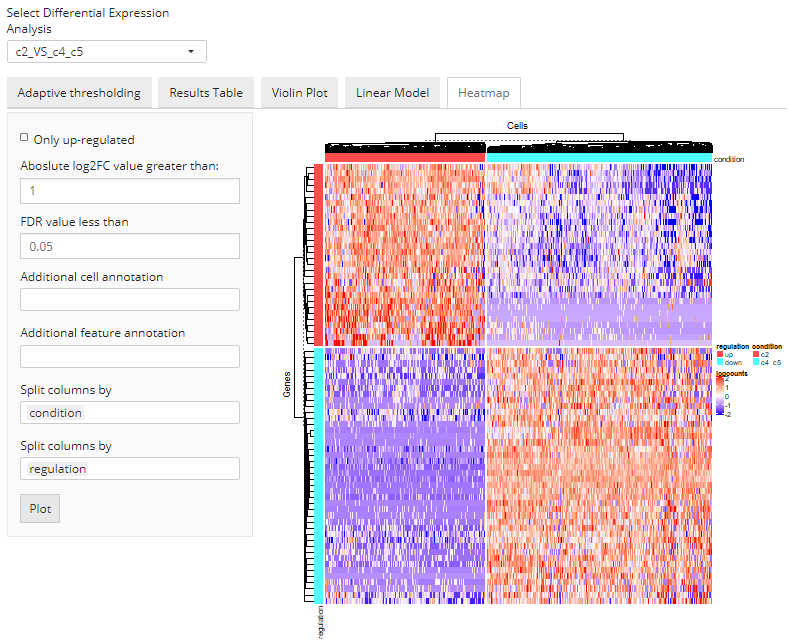 Select Differential Expression
Analysis
c2_VS_c4_c5
Adaptive thresholding
Results Table
Violin Plot
Linear Model
Heatmap
Only up-regulated
Aboslute log2FC value greater than:
1
FDR value less than
0.05
Additional cell annotation
Additional feature annotation
Split columns by
condition
Split columns by
regulation
Plot
Cells
condition
Genes
regulation
regulation condition
up c2
down c4_c5
logcounts
2
1
0
-1
-2